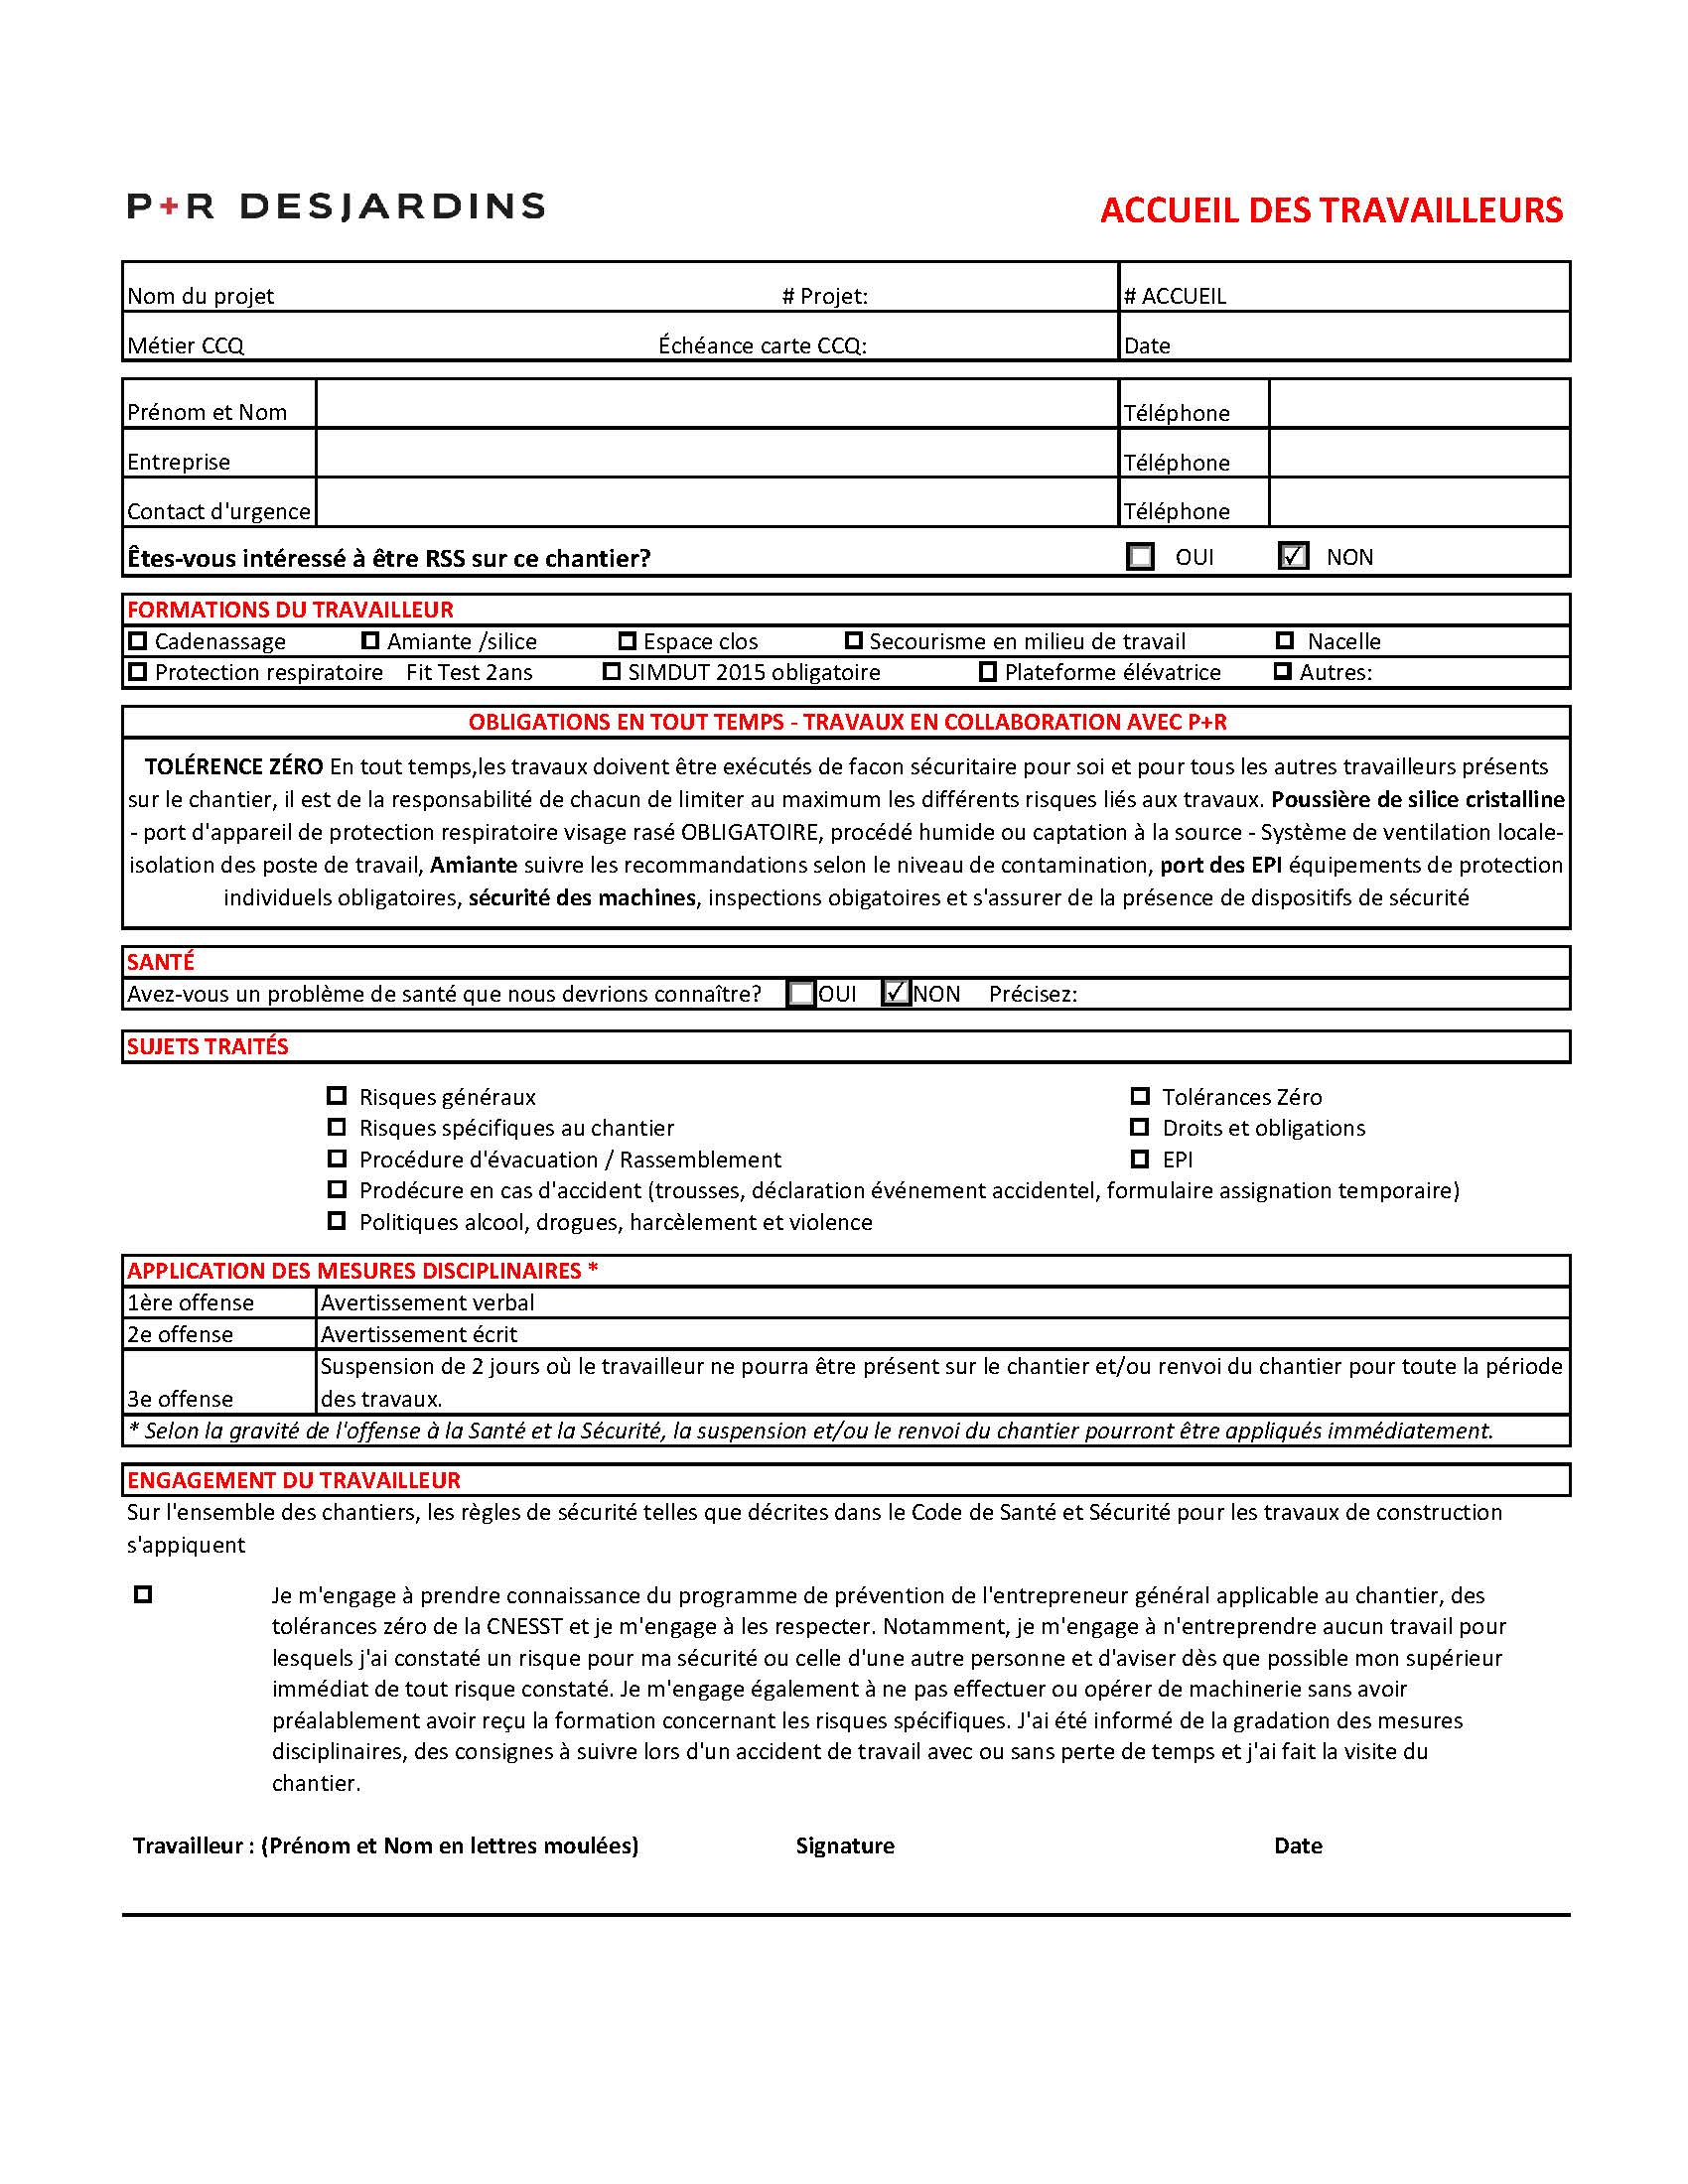 P+R DESJARDINS
ACCUEIL DES TRAVAILLEURS
Nom du projet # Projet: # ACCUEIL
Métier CCQ Échéance carte CCQ: Date
Prénom et Nom Téléphone
Entreprise Téléphone
Contact d'urgence Téléphone
Êtes-vous intéressé à être RSS sur ce chantier? OUI ✓ NON
FORMATIONS DU TRAVAILLEUR
Cadenassage Amiante /silice Espace clos Secourisme en milieu de travail Nacelle
Protection respiratoire Fit Test 2ans SIMDUT 2015 obligatoire Plateforme élévatrice Autres:
OBLIGATIONS EN TOUT TEMPS - TRAVAUX EN COLLABORATION AVEC P+R
TOLÉRENCE ZÉRO En tout temps,les travaux doivent être exécutés de facon sécuritaire pour soi et pour tous les autres travailleurs présents
sur le chantier, il est de la responsabilité de chacun de limiter au maximum les différents risques liés aux travaux. Poussière de silice cristalline
- port d'appareil de protection respiratoire visage rasé OBLIGATOIRE, procédé humide ou captation à la source - Système de ventilation locale-
isolation des poste de travail, Amiante suivre les recommandations selon le niveau de contamination, port des EPI équipements de protection
individuels obligatoires, sécurité des machines, inspections obigatoires et s'assurer de la présence de dispositifs de sécurité
SANTÉ
Avez-vous un problème de santé que nous devrions connaître? OUI ✓ NON Précisez:
SUJETS TRAITÉS
Risques généraux Tolérances Zéro
Risques spécifiques au chantier Droits et obligations
Procédure d'évacuation / Rassemblement EPI
Prodécure en cas d'accident (trousses, déclaration événement accidentel, formulaire assignation temporaire)
Politiques alcool, drogues, harcèlement et violence
APPLICATION DES MESURES DISCIPLINAIRES *
1ère offense Avertissement verbal
2e offense Avertissement écrit
Suspension de 2 jours où le travailleur ne pourra être présent sur le chantier et/ou renvoi du chantier pour toute la période
3e offense des travaux.
* Selon la gravité de l'offense à la Santé et la Sécurité, la suspension et/ou le renvoi du chantier pourront être appliqués immédiatement.
ENGAGEMENT DU TRAVAILLEUR
Sur l'ensemble des chantiers, les règles de sécurité telles que décrites dans le Code de Santé et Sécurité pour les travaux de construction
s'appiquent
Je m'engage à prendre connaissance du programme de prévention de l'entrepreneur général applicable au chantier, des
tolérances zéro de la CNESST et je m'engage à les respecter. Notamment, je m'engage à n'entreprendre aucun travail pour
lesquels j'ai constaté un risque pour ma sécurité ou celle d'une autre personne et d'aviser dès que possible mon supérieur
immédiat de tout risque constaté. Je m'engage également à ne pas effectuer ou opérer de machinerie sans avoir
préalablement avoir reçu la formation concernant les risques spécifiques. J'ai été informé de la gradation des mesures
disciplinaires, des consignes à suivre lors d'un accident de travail avec ou sans perte de temps et j'ai fait la visite du
chantier.
Travailleur : (Prénom et Nom en lettres moulées) Signature Date